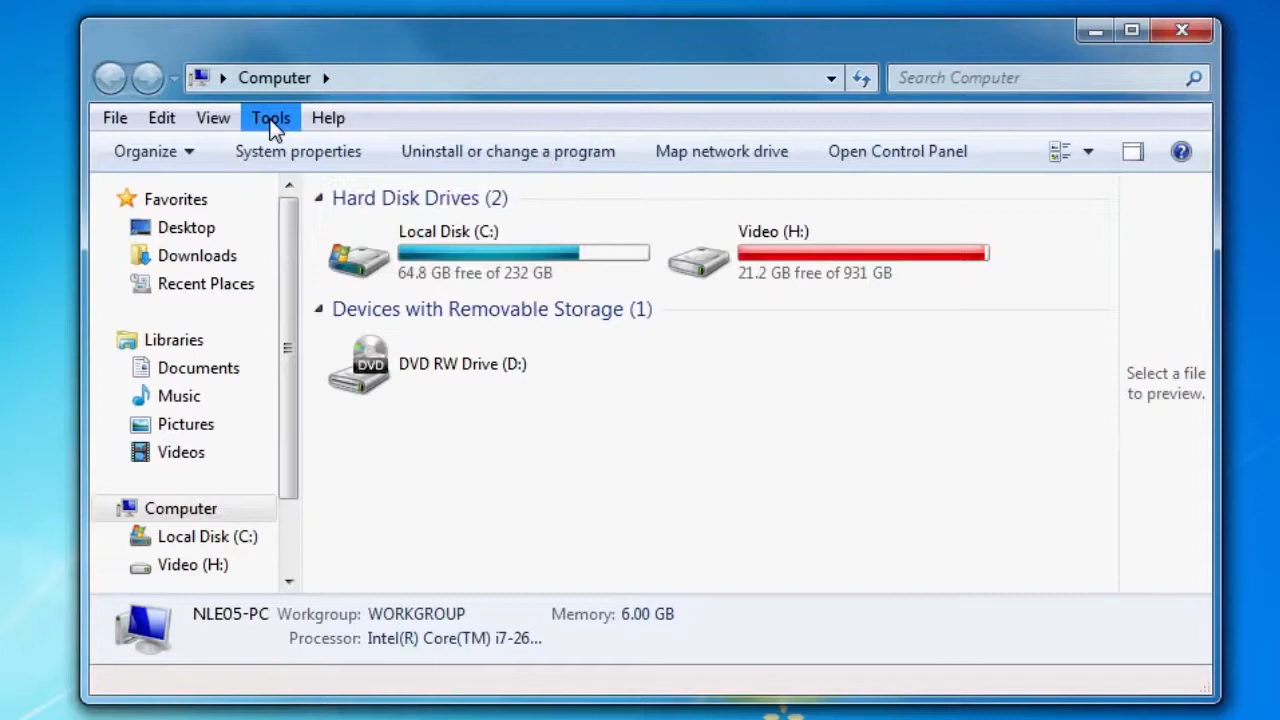 Computer
Search Computer
File Edit View Tools Help
Organize System properties Uninstall or change a program Map network drive Open Control Panel
Favorites
Desktop
Downloads
Recent Places
Libraries
Documents
Music
Pictures
Videos
Computer
Local Disk (C:)
Video (H:)
Hard Disk Drives (2)
Local Disk (C:)
64.8 GB free of 232 GB
Video (H:)
21.2 GB free of 931 GB
Devices with Removable Storage (1)
DVD
DVD RW Drive (D:)
Select a file
to preview.
NLE05-PC Workgroup: WORKGROUP Memory: 6.00 GB
Processor: Intel(R) Core(TM) i7-26...